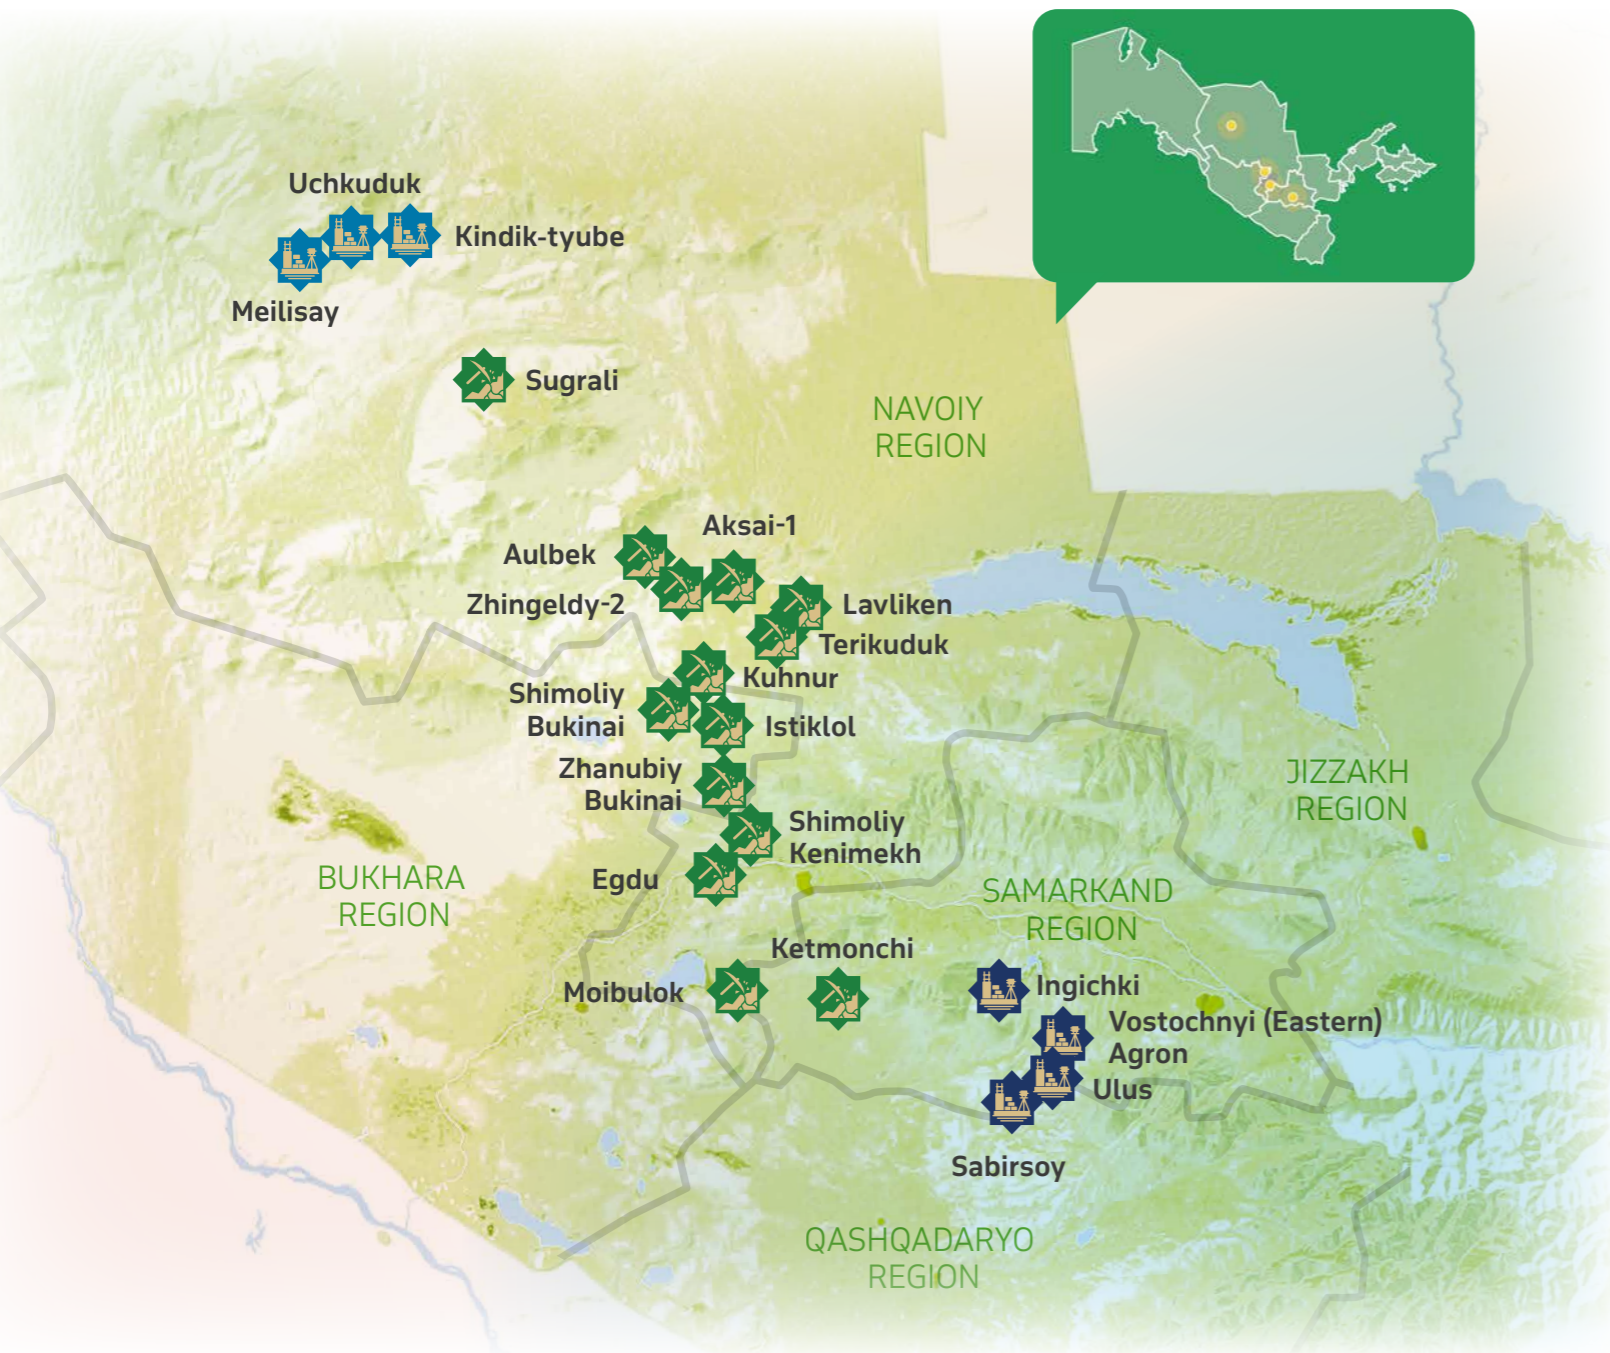 Uchkuduk
Kindik-tyube
Meilisay
Sugrali
NAVOIY
REGION
Aksai-1
Aulbek
Zhingeldy-2
Lavliken
Terikuduk
Kuhnur
Shimoliy
Bukinai
Istiklol
Zhanubiy
Bukinai
JIZZAKH
REGION
Shimoliy
Kenimekh
Egdu
BUKHARA
REGION
SAMARKAND
REGION
Ketmonchi
Moibulok
Ingichki
Vostochnyi (Eastern)
Agron
Ulus
Sabirsoy
QASHQADARYO
REGION